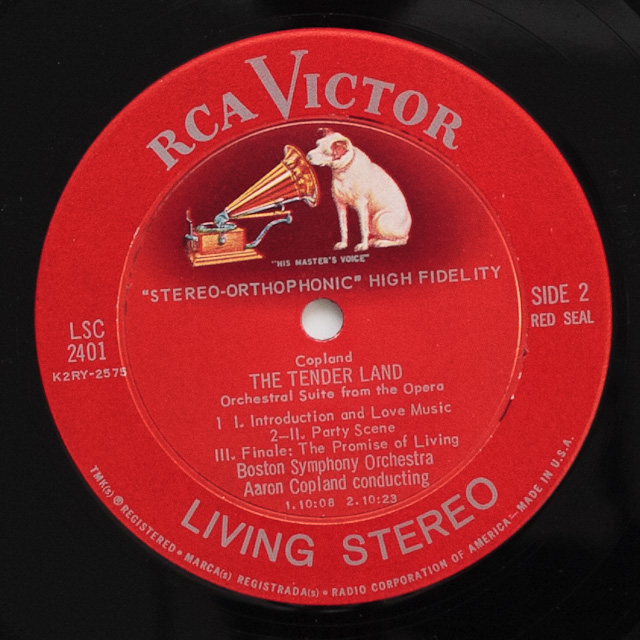 RCA VICTOR
"HIS MASTER'S VOICE"
"STEREO-ORTHOPHONIC" HIGH FIDELITY
LSC
2401
K2RY-2575
SIDE 2
RED SEAL
Copland
THE TENDER LAND
Orchestral Suite from the Opera
1 I. Introduction and Love Music
2—II. Party Scene
III. Finale: The Promise of Living
Boston Symphony Orchestra
Aaron Copland conducting
1.10:08 2.10:23
LIVING STEREO
TMK(s) ® REGISTERED • MARCA(s) REGISTRADA(s) • RADIO CORPORATION OF AMERICA—MADE IN U.S.A.